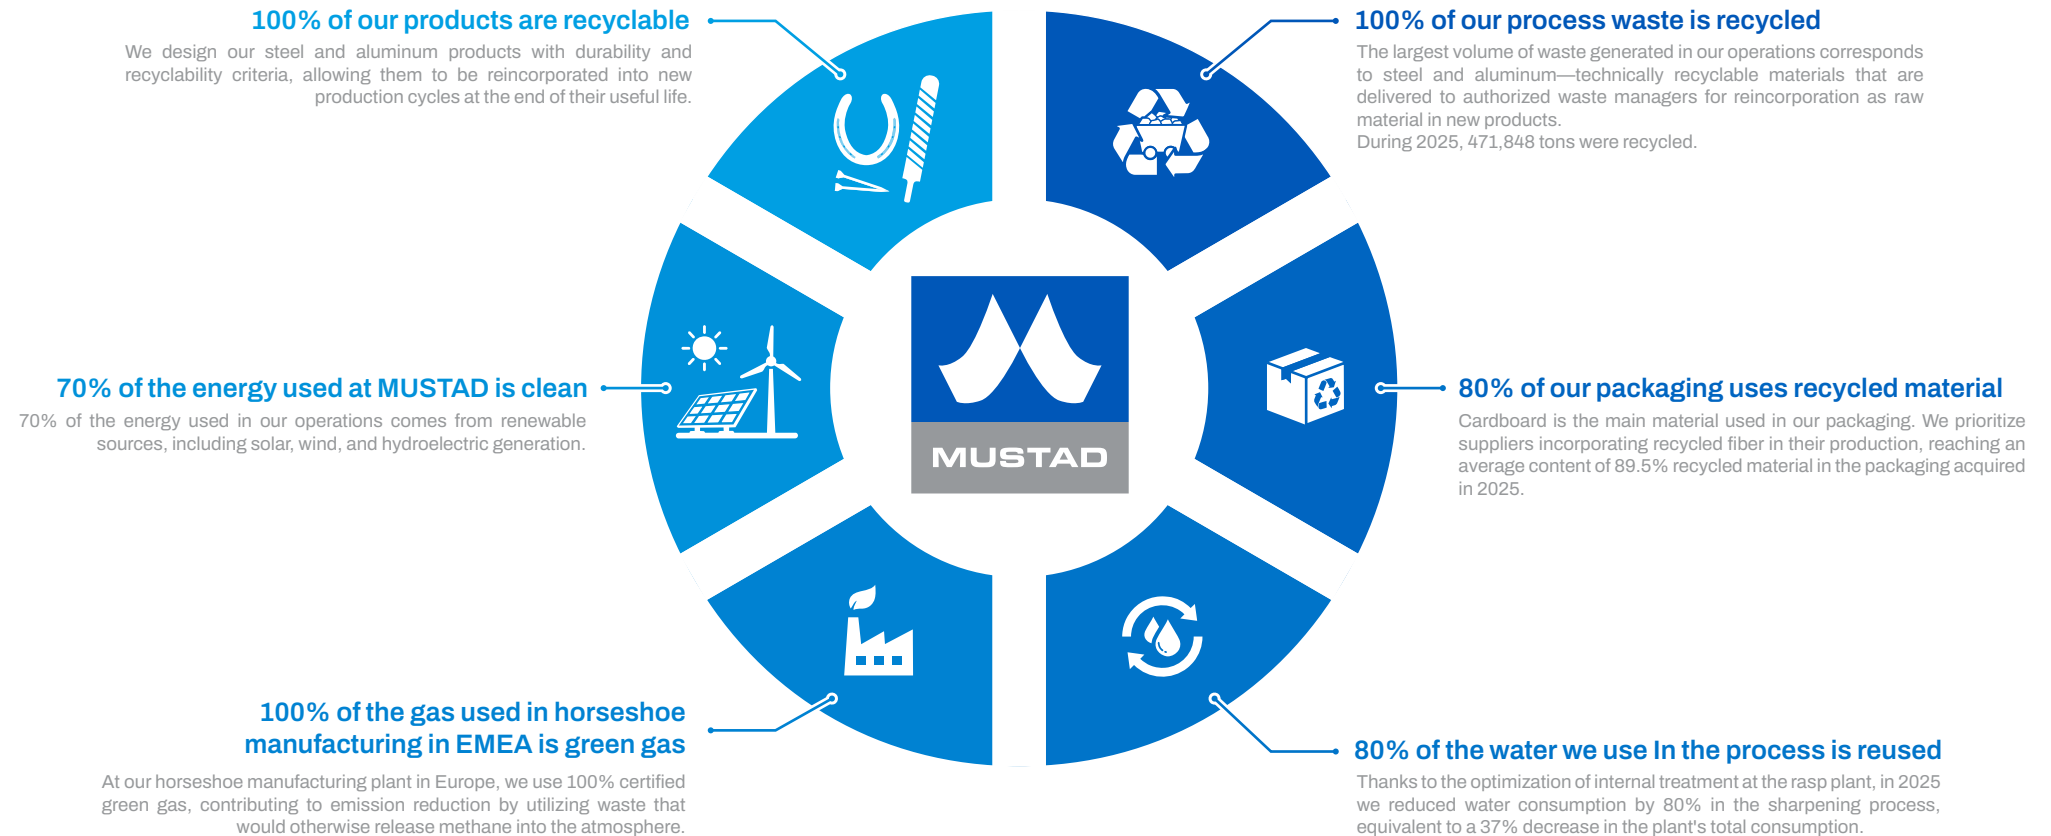 100% of our products are recyclable
We design our steel and aluminum products with durability and
recyclability criteria, allowing them to be reincorporated into new
production cycles at the end of their useful life.
100% of our process waste is recycled
The largest volume of waste generated in our operations corresponds
to steel and aluminum—technically recyclable materials that are
delivered to authorized waste managers for reincorporation as raw
material in new products.
During 2025, 471,848 tons were recycled.
70% of the energy used at MUSTAD is clean
70% of the energy used in our operations comes from renewable
sources, including solar, wind, and hydroelectric generation.
MUSTAD
80% of our packaging uses recycled material
Cardboard is the main material used in our packaging. We prioritize
suppliers incorporating recycled fiber in their production, reaching an
average content of 89.5% recycled material in the packaging acquired
in 2025.
100% of the gas used in horseshoe
manufacturing in EMEA is green gas
At our horseshoe manufacturing plant in Europe, we use 100% certified
green gas, contributing to emission reduction by utilizing waste that
would otherwise release methane into the atmosphere.
80% of the water we use In the process is reused
Thanks to the optimization of internal treatment at the rasp plant, in 2025
we reduced water consumption by 80% in the sharpening process,
equivalent to a 37% decrease in the plant's total consumption.